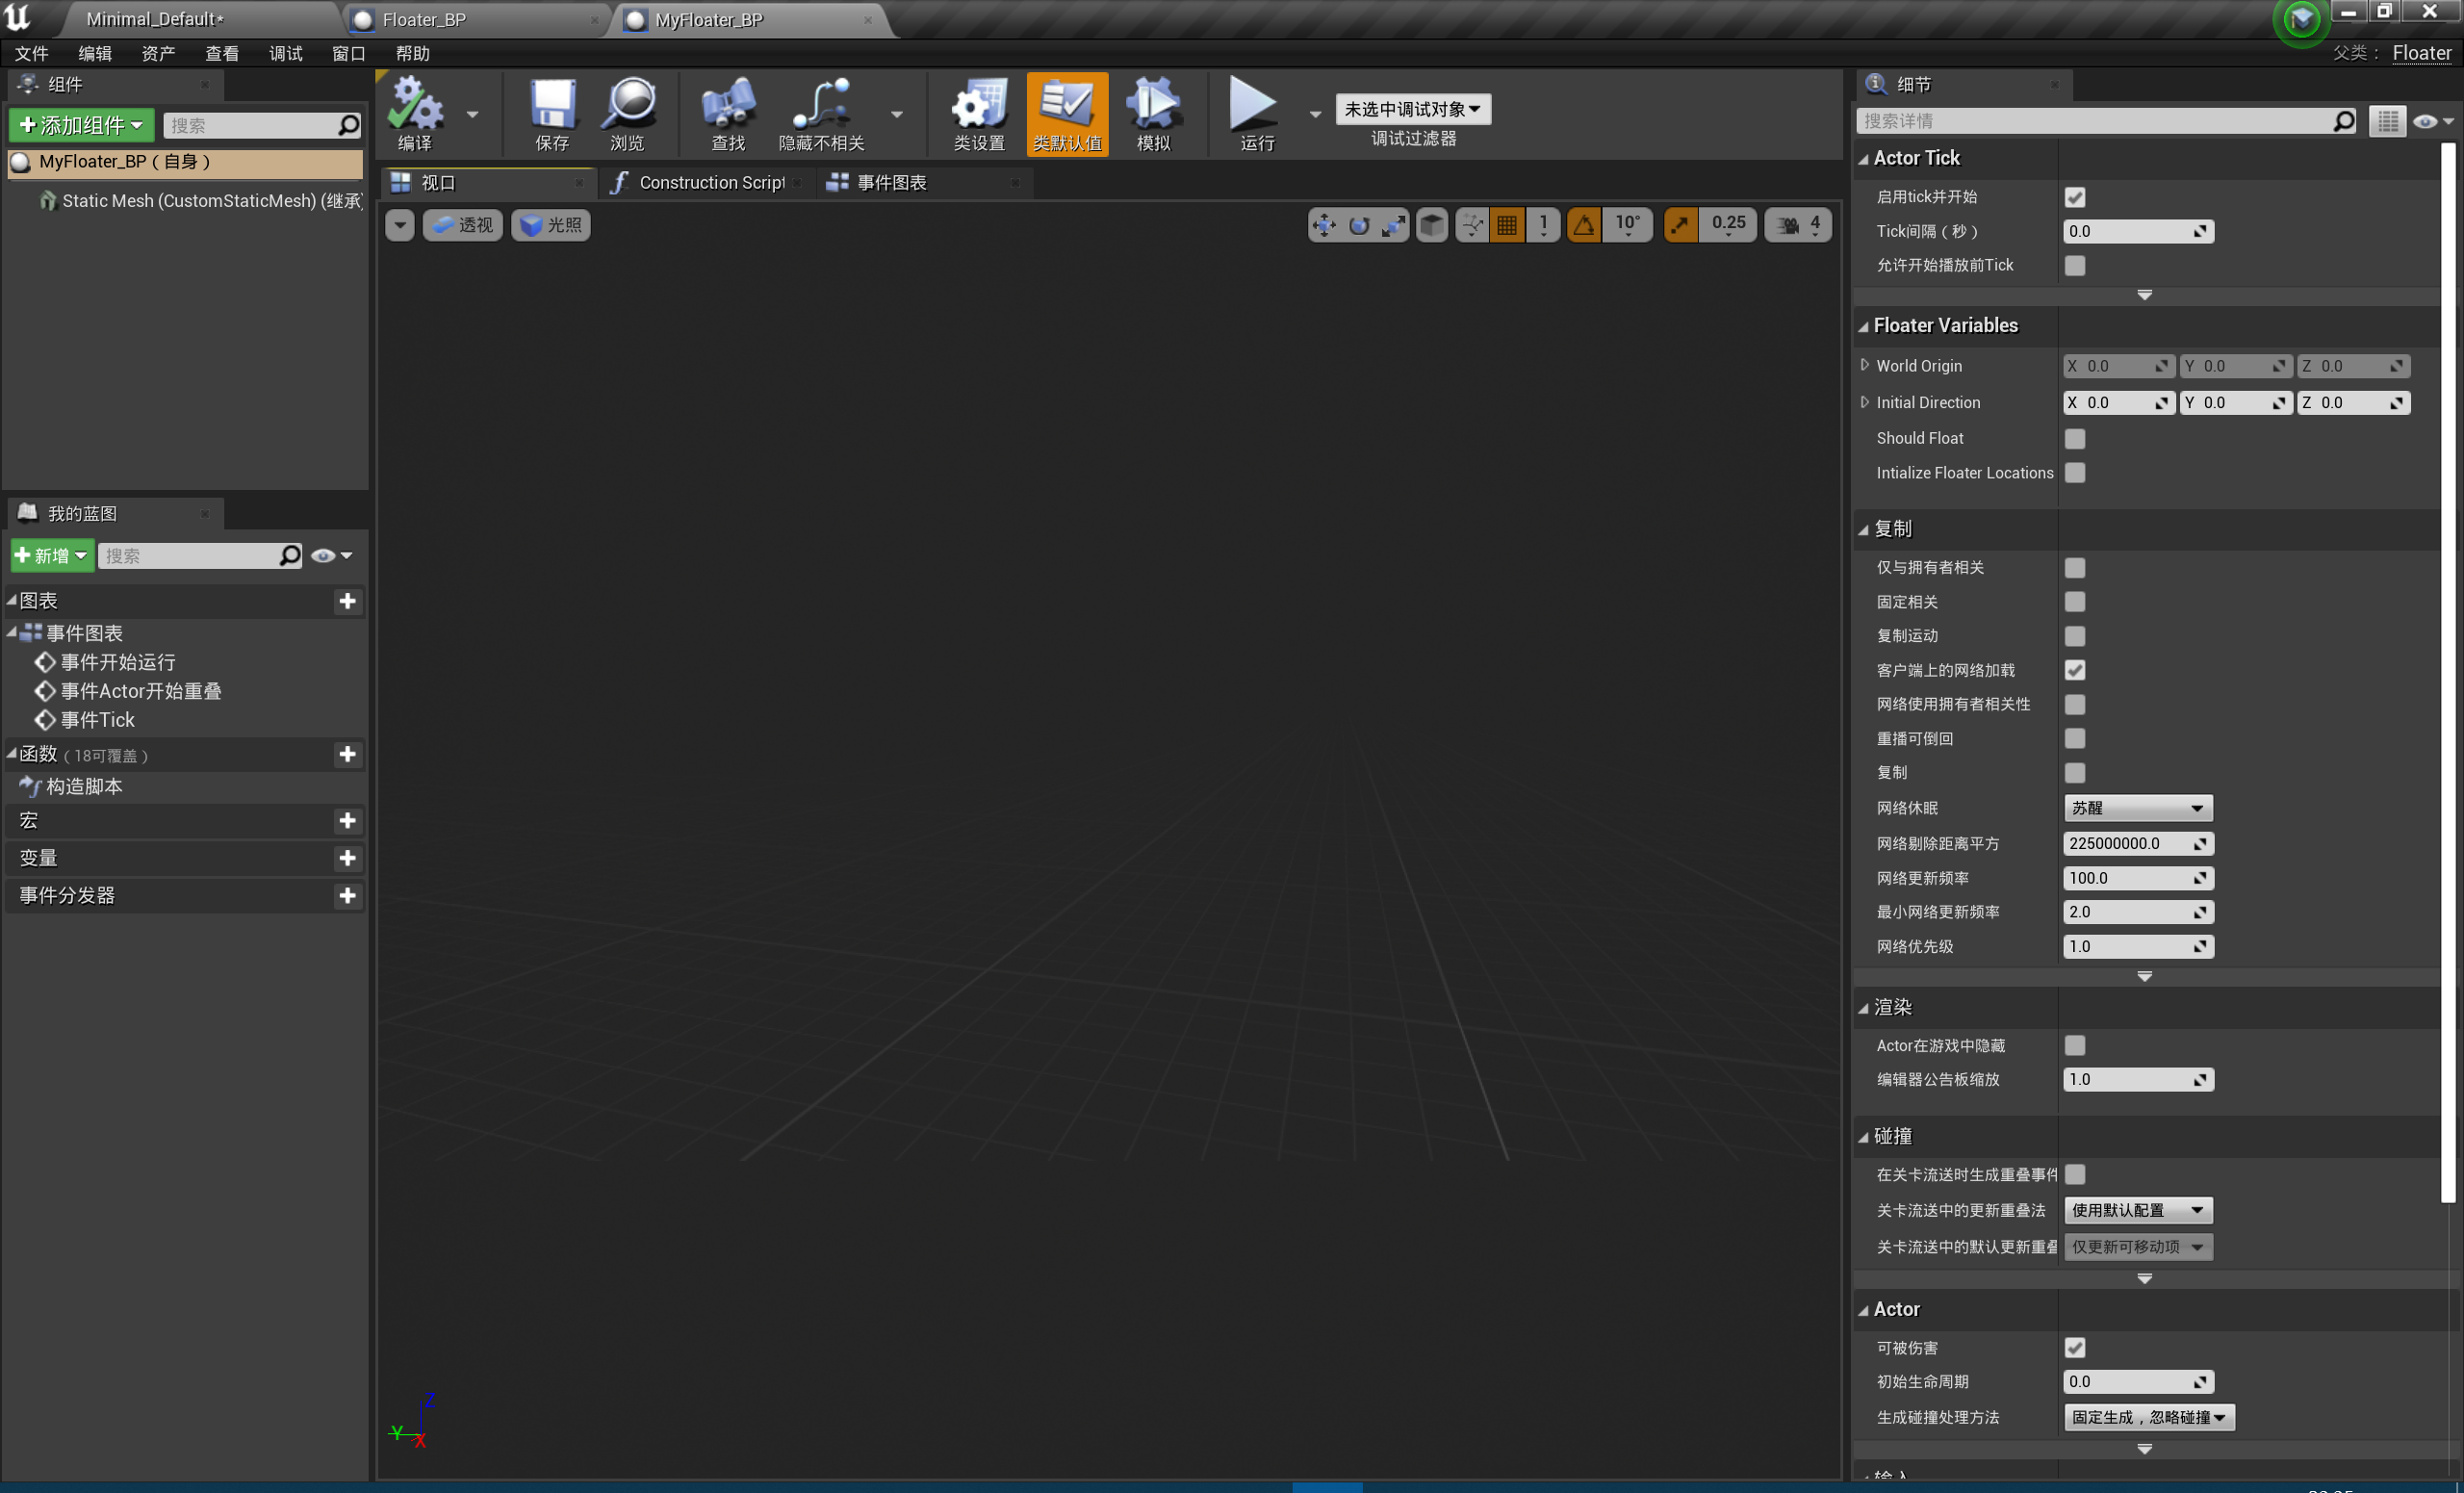 Minimal_Default*
Floater_BP
MyFloater_BP
文件 编辑 资产 查看 调试 窗口 帮助
父类： Floater
组件
添加组件
搜索
MyFloater_BP（自身）
Static Mesh (CustomStaticMesh) (继承)
我的蓝图
新增
搜索
图表
事件图表
事件开始运行
事件Actor开始重叠
事件Tick
函数（18可覆盖）
构造脚本
宏
变量
事件分发器
编译
保存
浏览
查找
隐藏不相关
类设置
类默认值
模拟
运行
未选中调试对象
调试过滤器
视口
Construction Script
事件图表
透视
光照
1
10°
0.25
4
Z
Y
X
细节
搜索详情
Actor Tick
启用tick并开始
Tick间隔（秒） 0.0
允许开始播放前Tick
Floater Variables
World Origin X 0.0 Y 0.0 Z 0.0
Initial Direction X 0.0 Y 0.0 Z 0.0
Should Float
Intialize Floater Locations
复制
仅与拥有者相关
固定相关
复制运动
客户端上的网络加载
网络使用拥有者相关性
重播可倒回
复制
网络休眠 苏醒
网络剔除距离平方 225000000.0
网络更新频率 100.0
最小网络更新频率 2.0
网络优先级 1.0
渲染
Actor在游戏中隐藏
编辑器公告板缩放 1.0
碰撞
在关卡流送时生成重叠事件
关卡流送中的更新重叠法 使用默认配置
关卡流送中的默认更新重叠 仅更新可移动项
Actor
可被伤害
初始生命周期 0.0
生成碰撞处理方法 固定生成，忽略碰撞